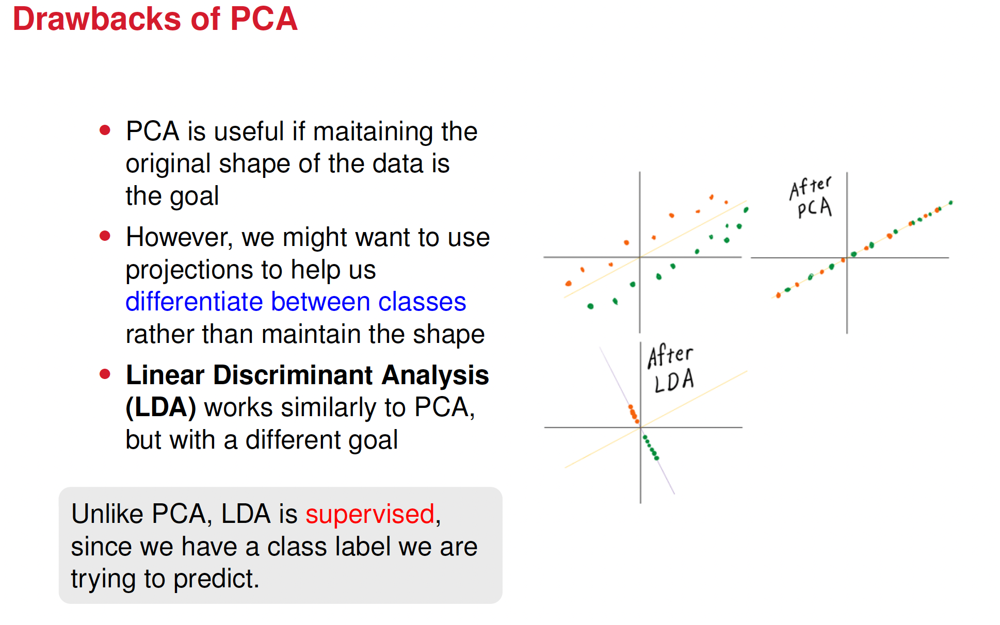 Drawbacks of PCA
• PCA is useful if maitaining the
original shape of the data is
the goal
• However, we might want to use
projections to help us
differentiate between classes
rather than maintain the shape
• Linear Discriminant Analysis
(LDA) works similarly to PCA,
but with a different goal
Unlike PCA, LDA is supervised,
since we have a class label we are
trying to predict.
After
PCA
After
LDA